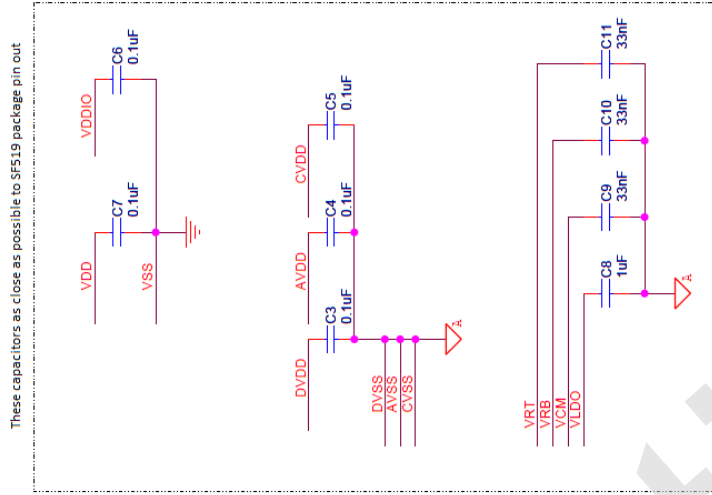 These capacitors as close as possible to SF519 package pin out
C6
0.1uF
VDDIO
C7
0.1uF
VDD
VSS
C5
0.1uF
CVDD
C4
0.1uF
AVDD
C3
0.1uF
DVDD
DVSS
AVSS
CVSS
A
C11
33nF
C10
33nF
C9
33nF
C8
1uF
VRT
VRB
VCM
VLDO
A